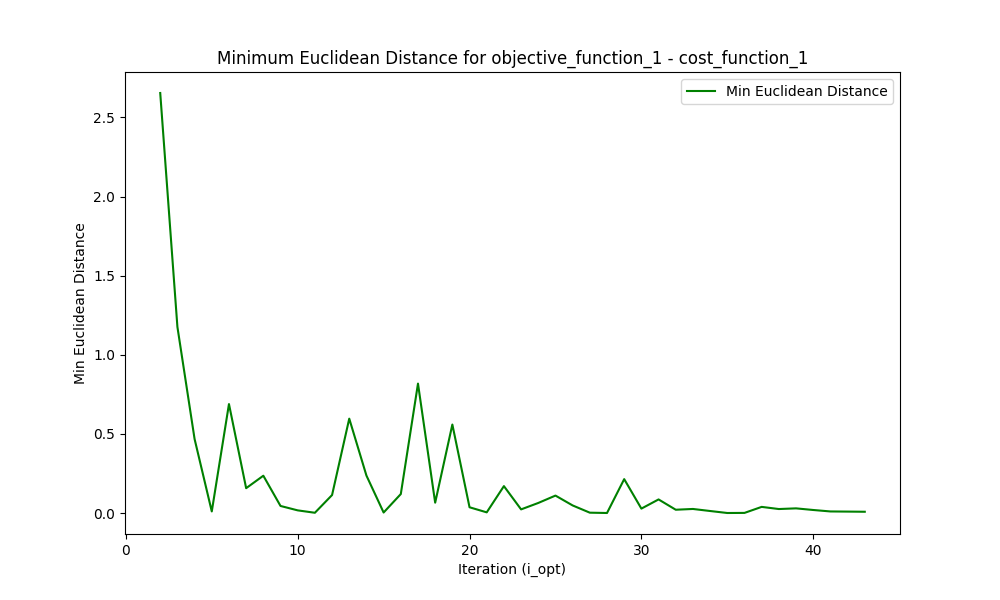 Minimum Euclidean Distance for objective_function_1 - cost_function_1
Min Euclidean Distance
2.5
2.0
1.5
1.0
0.5
0.0
Min Euclidean Distance
0 10 20 30 40
Iteration (i_opt)